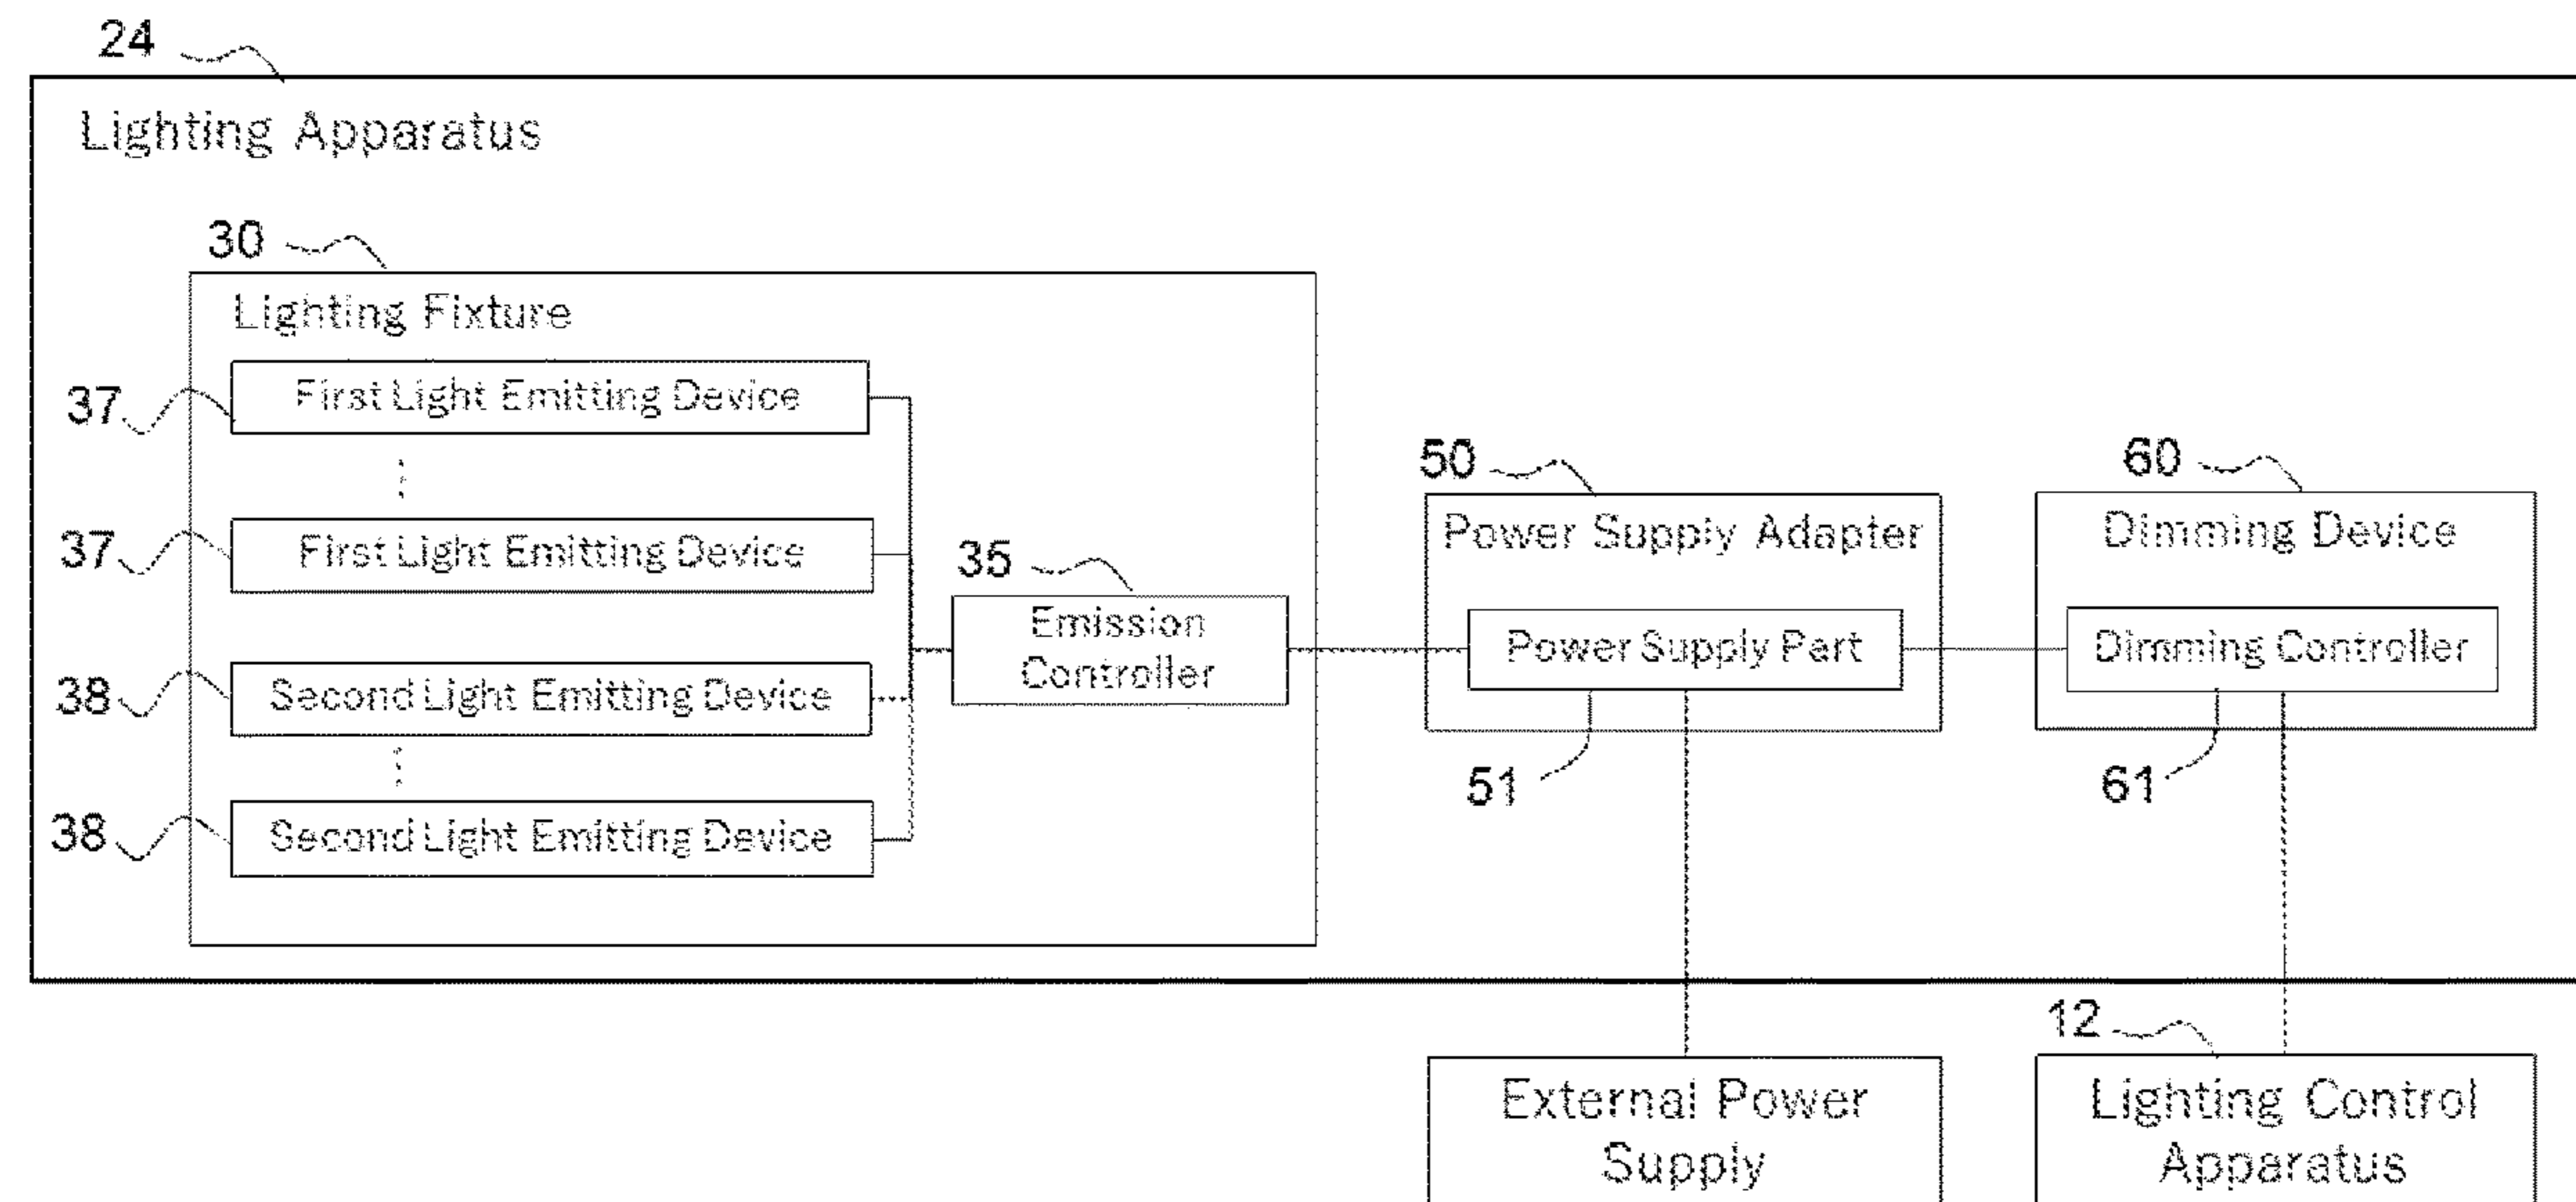 24
Lighting Apparatus
30
Lighting Fixture
37
First Light Emitting Device
37
First Light Emitting Device
38
Second Light Emitting Device
38
Second Light Emitting Device
35
Emission
Controller
50
Power Supply Adapter
Power Supply Part
51
60
Dimming Device
Dimming Controller
61
External Power
Supply
12
Lighting Control
Apparatus